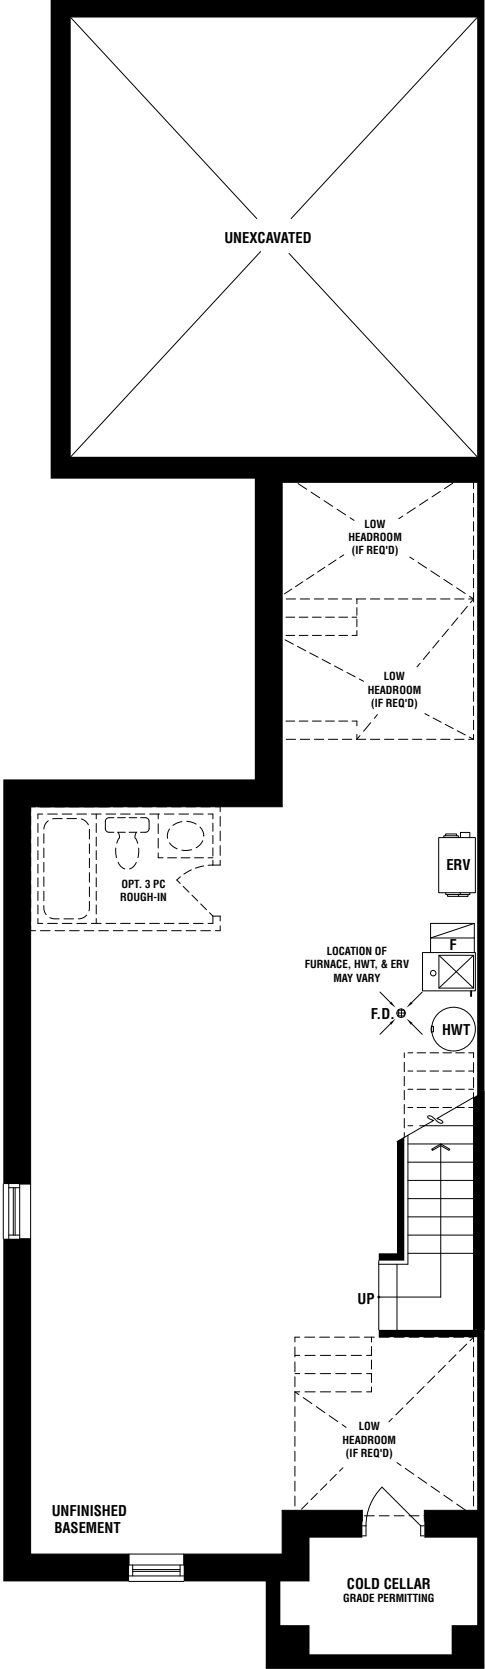 UNEXCAVATED
LOW
HEADROOM
(IF REQ'D)
LOW
HEADROOM
(IF REQ'D)
ERV
OPT. 3 PC
ROUGH-IN
F
LOCATION OF
FURNACE, HWT, & ERV
MAY VARY
F.D.
HWT
UP
LOW
HEADROOM
(IF REQ'D)
UNFINISHED
BASEMENT
COLD CELLAR
GRADE PERMITTING